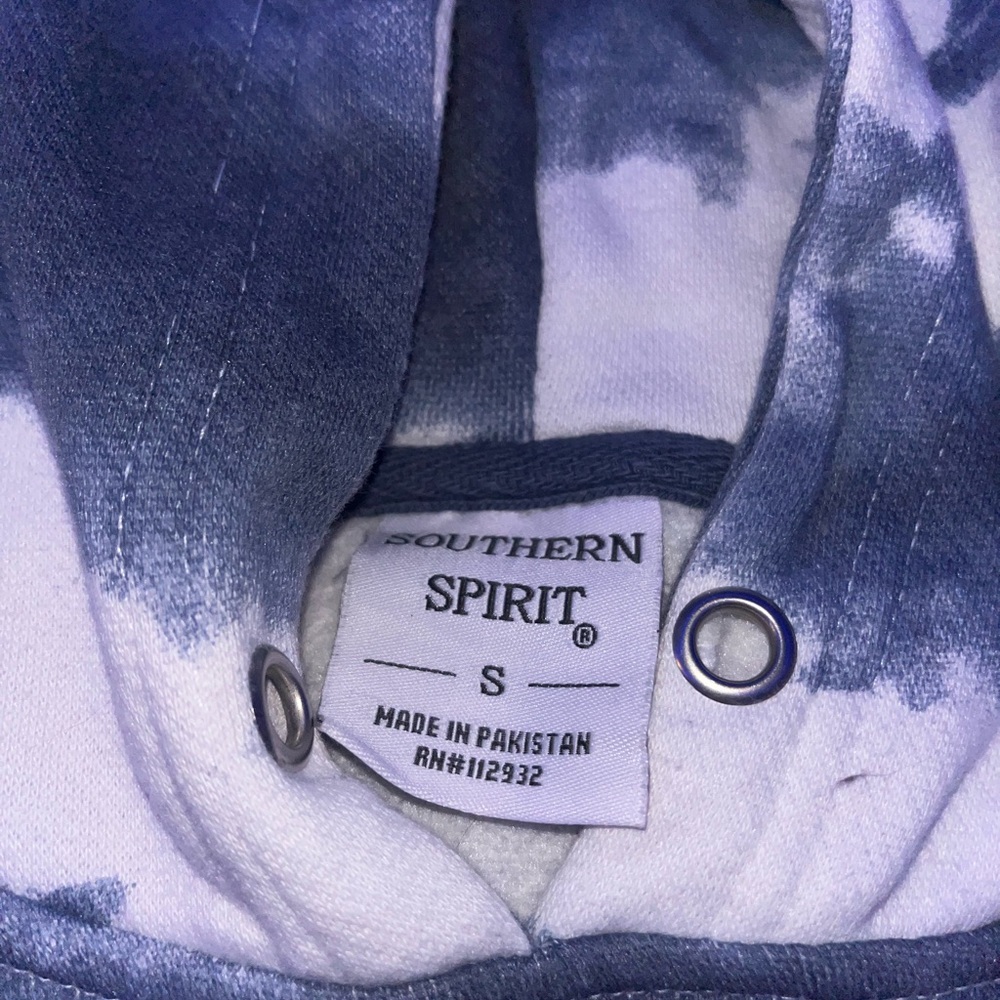 SOUTHERN
SPIRIT®
S
MADE IN PAKISTAN
RN#112932